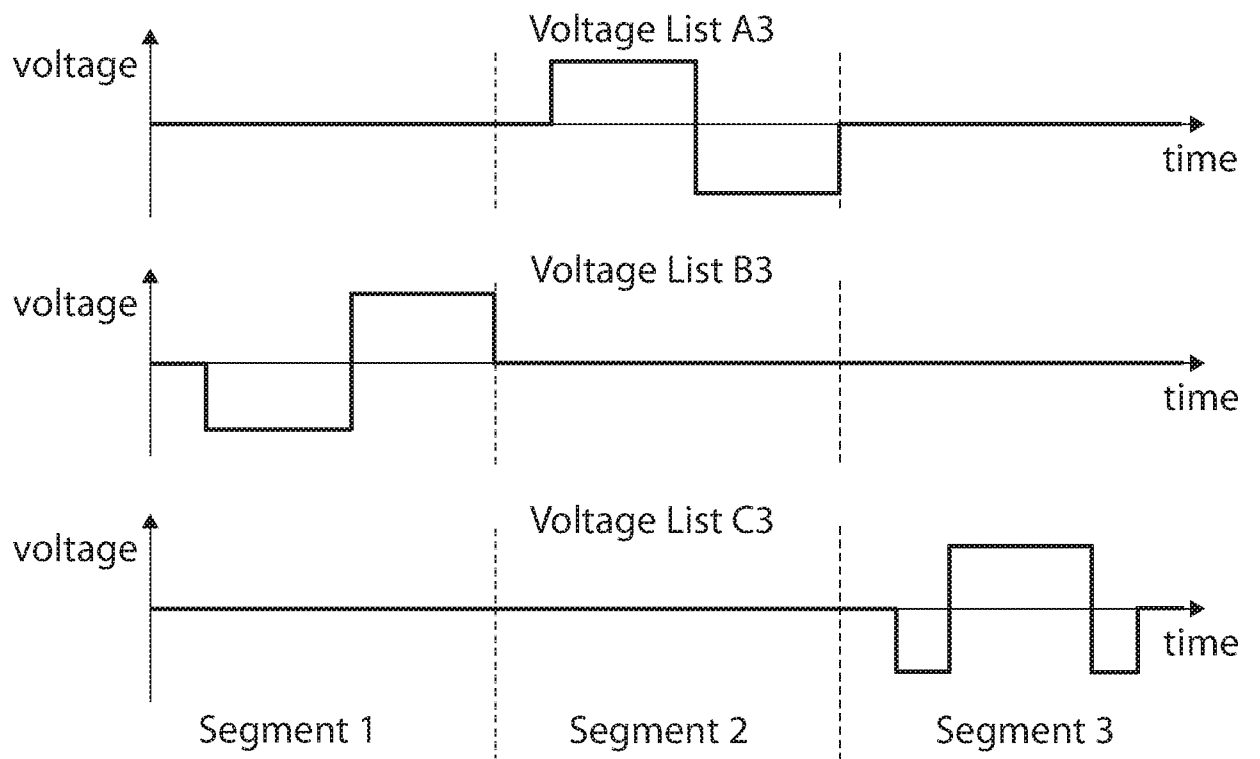 Voltage List A3
voltage
time
Voltage List B3
voltage
time
Voltage List C3
voltage
time
Segment 1 Segment 2 Segment 3